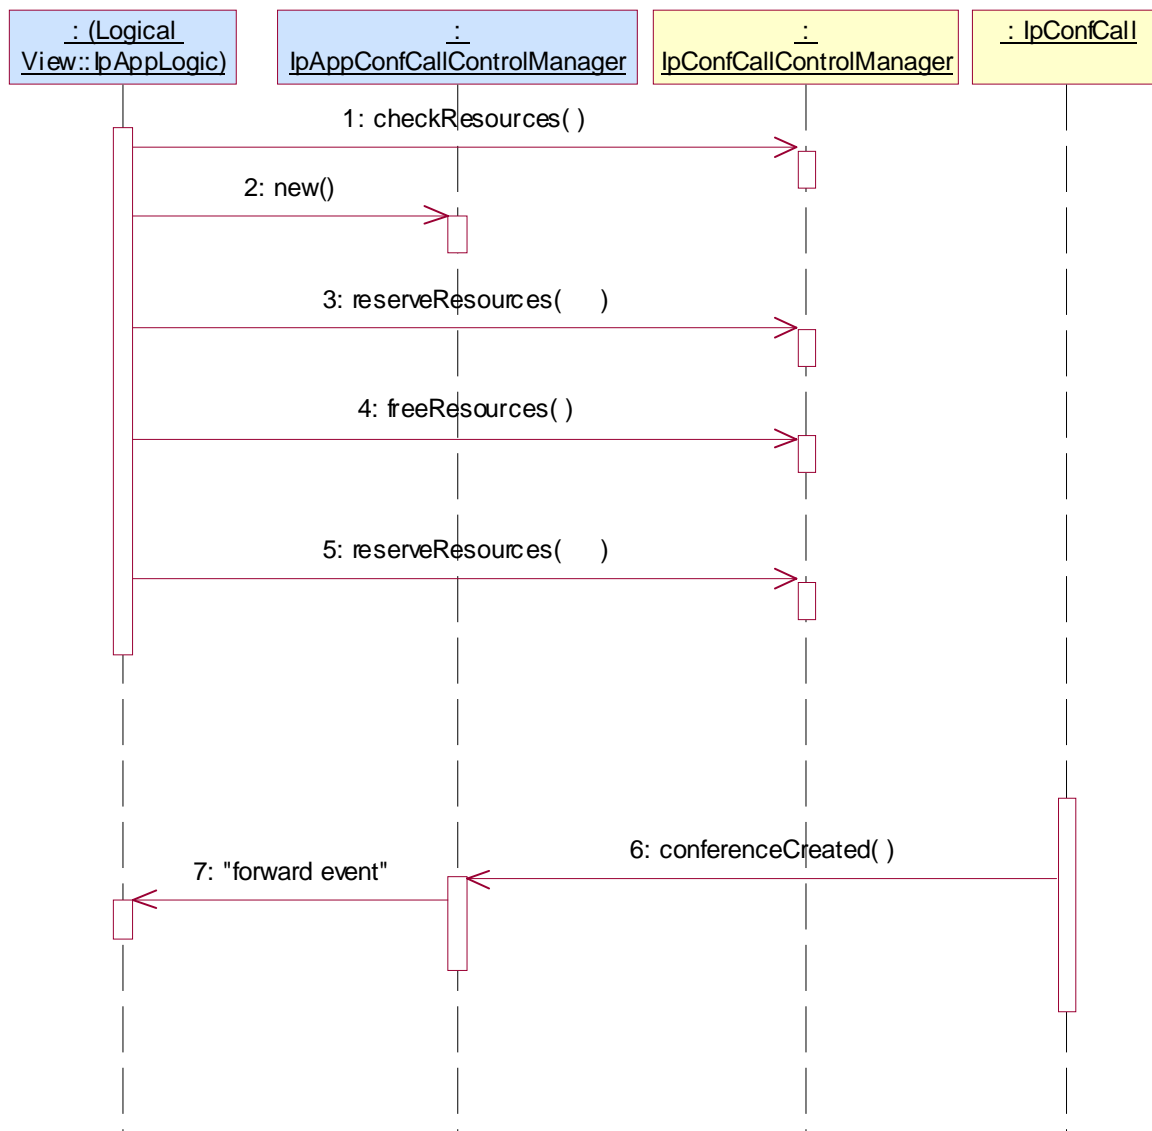 : (Logical
View::IpAppLogic)
:
IpAppConfCallControlManager
:
IpConfCallControlManager
: IpConfCall
1: checkResources( )
2: new()
3: reserveResources( )
4: freeResources( )
5: reserveResources( )
6: conferenceCreated( )
7: "forward event"